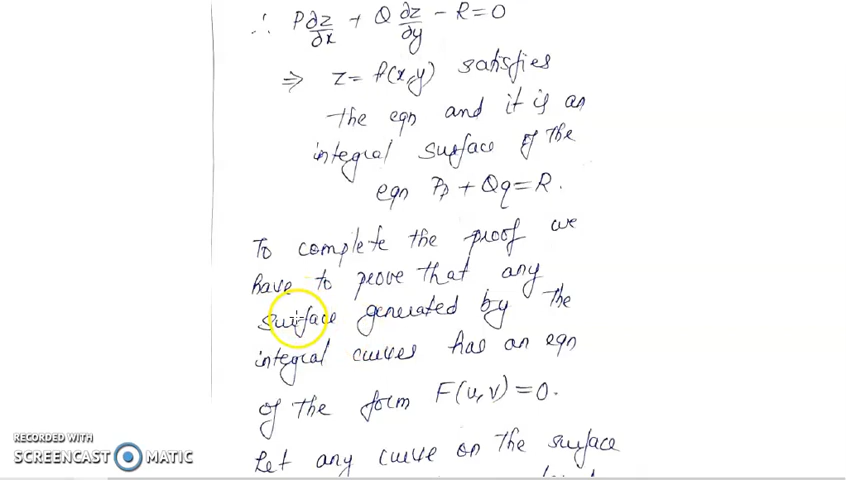 ∴ P ∂z/∂x + Q ∂z/∂y - R = 0
⇒ z = f(x,y) satisfies
the eqn and it is an
integral surface of the
eqn Pp + Qq = R.
To complete the proof we
have to prove that any
surface generated by the
integral curves has an eqn
of the form F(u,v) = 0.
Let any curve on the surface
RECORDED WITH
SCREENCAST MATIC